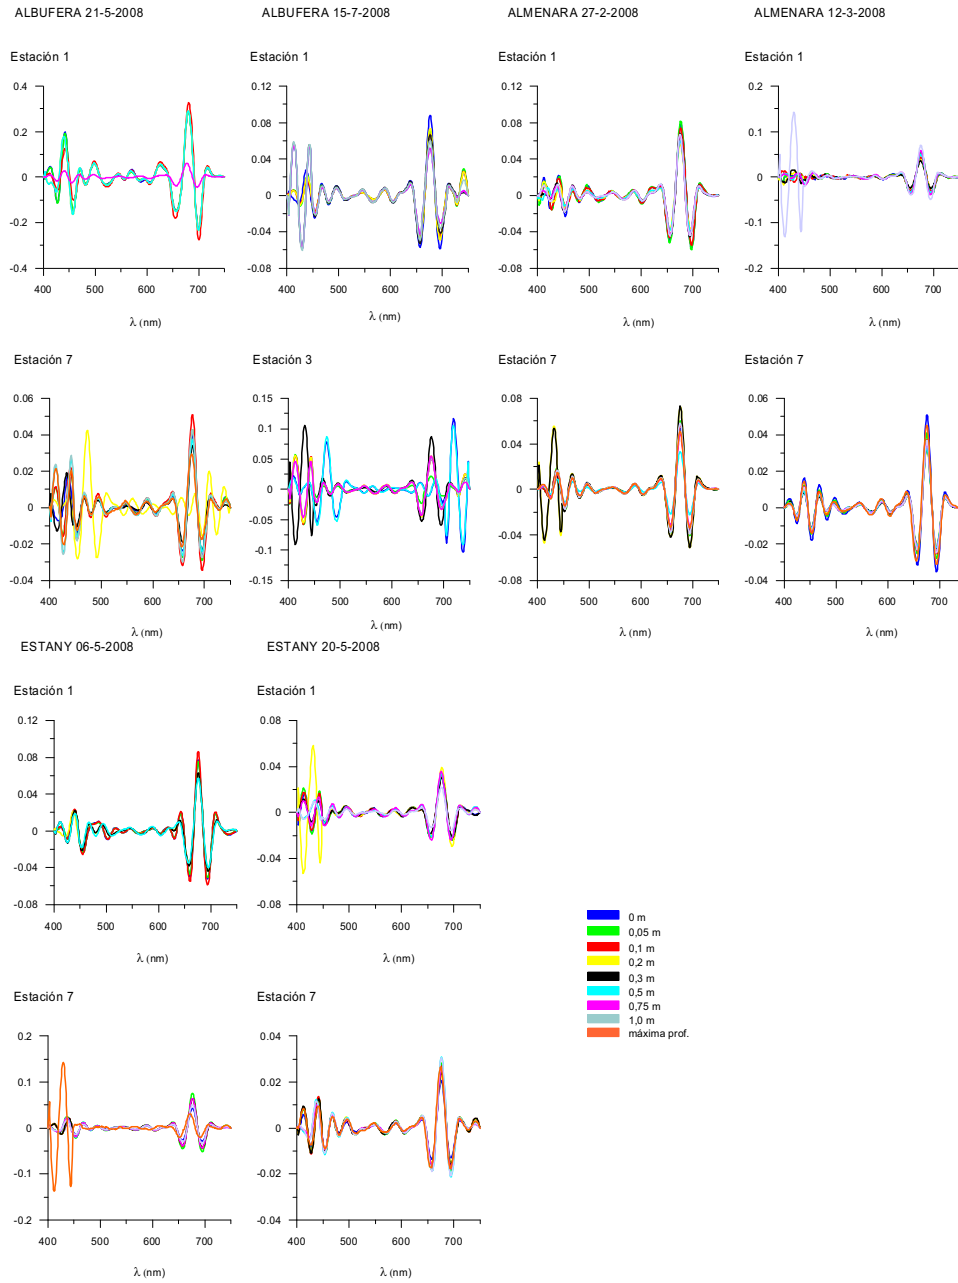 ALBUFERA 21-5-2008 ALBUFERA 15-7-2008 ALMENARA 27-2-2008 ALMENARA 12-3-2008
Estación 1 Estación 1 Estación 1 Estación 1
0.4 0.12 0.12 0.2
0.2 0.08 0.08 0.1
0 0.04 0.04 0
-0.2 0 0 -0.1
-0.4 -0.04 -0.04 -0.2
-0.08 -0.08
400 500 600 700 400 500 600 700 400 500 600 700 400 500 600 700
λ (nm) λ (nm) λ (nm) λ (nm)
Estación 7 Estación 3 Estación 7 Estación 7
0.06 0.15 0.08 0.06
0.04 0.1 0.04 0.04
0.02 0.05 0 0.02
0 0 -0.04 0
-0.02 -0.05 -0.08 -0.02
-0.04 -0.1 -0.04
-0.15
400 500 600 700 400 500 600 700 400 500 600 700 400 500 600 700
λ (nm) λ (nm) λ (nm) λ (nm)
ESTANY 06-5-2008 ESTANY 20-5-2008
Estación 1 Estación 1
0.12 0.08
0.08 0.04
0.04 0
0 -0.04
-0.04 -0.08
-0.08
400 500 600 700 400 500 600 700
λ (nm) λ (nm)
0 m
0,05 m
0,1 m
0,2 m
0,3 m
0,5 m
0,75 m
1,0 m
máxima prof.
Estación 7 Estación 7
0.2 0.04
0.1 0.02
0 0
-0.1 -0.02
-0.2 -0.04
400 500 600 700 400 500 600 700
λ (nm) λ (nm)